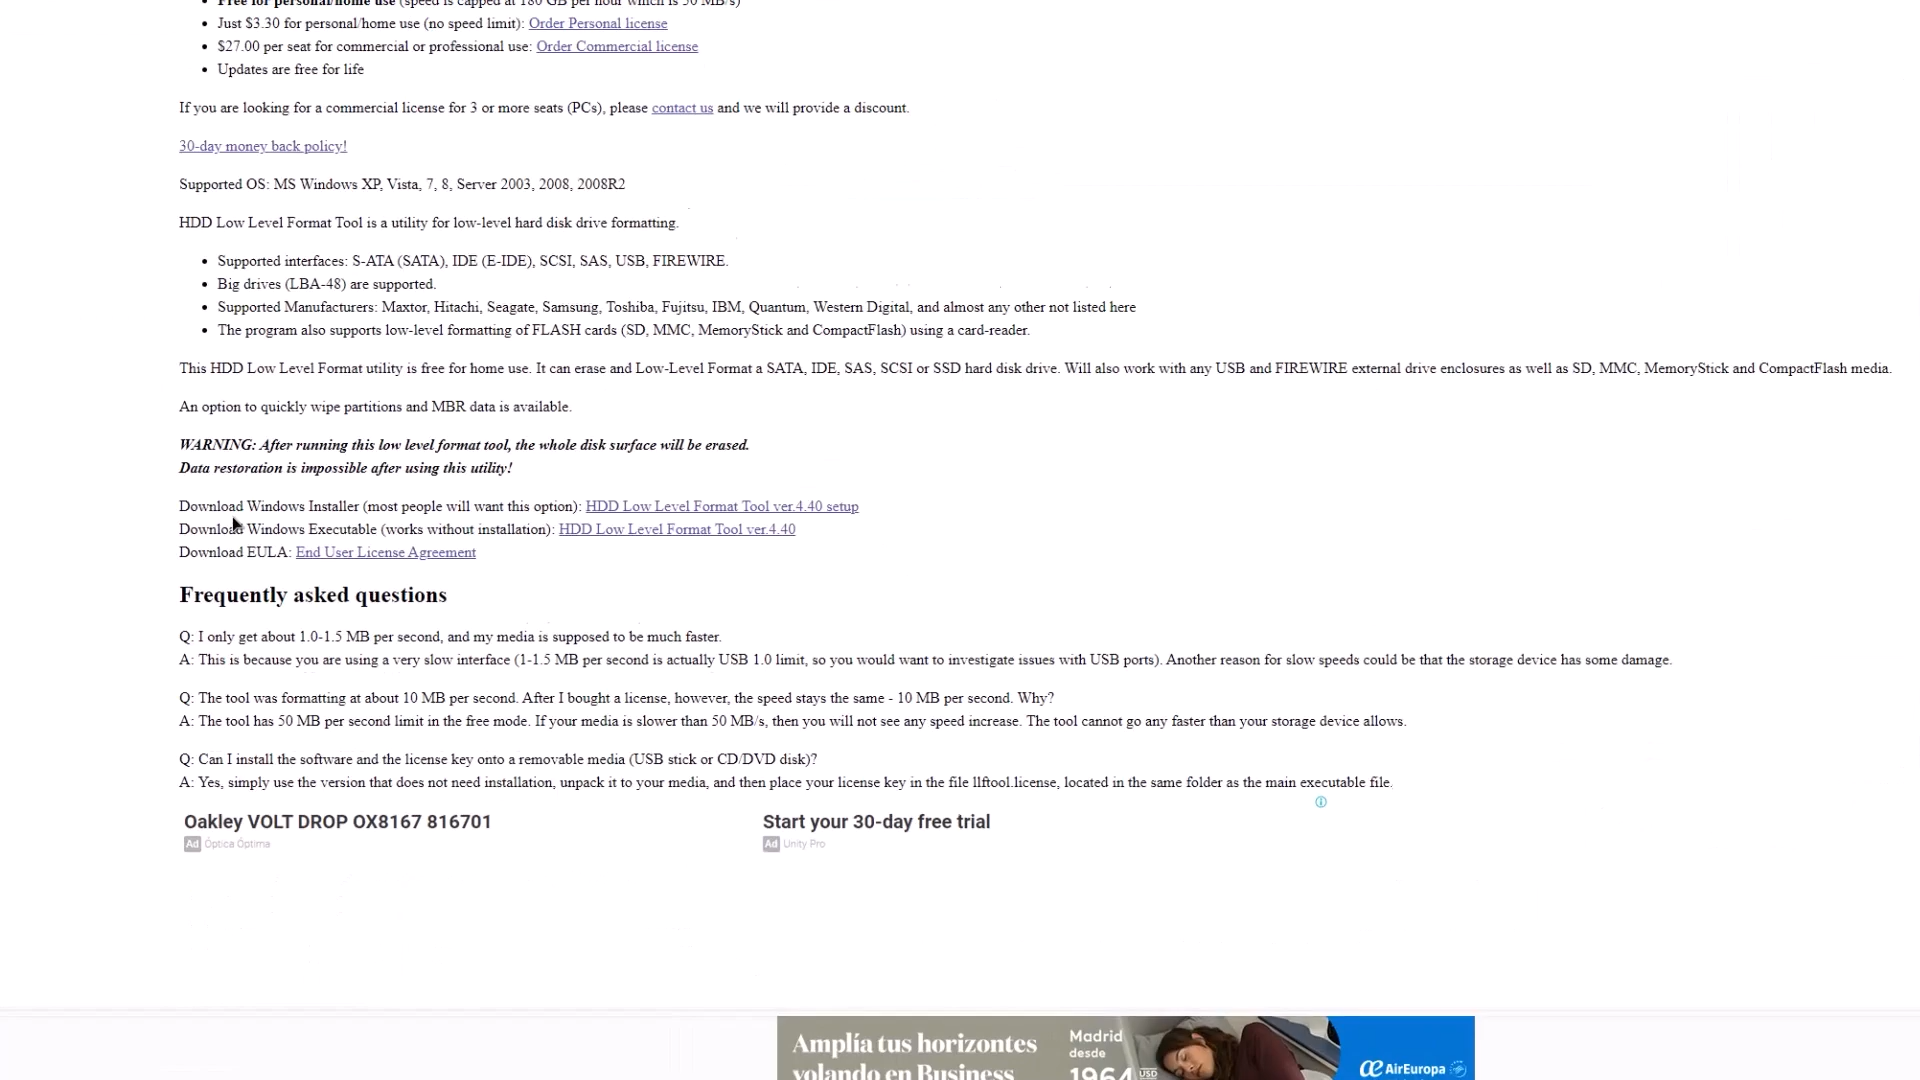 Free for personal/home use (speed is capped at 180 GB per hour which is 50 MB/s)
Just $3.30 for personal/home use (no speed limit): Order Personal license
$27.00 per seat for commercial or professional use: Order Commercial license
Updates are free for life
If you are looking for a commercial license for 3 or more seats (PCs), please contact us and we will provide a discount.
30-day money back policy!
Supported OS: MS Windows XP, Vista, 7, 8, Server 2003, 2008, 2008R2
HDD Low Level Format Tool is a utility for low-level hard disk drive formatting.
Supported interfaces: S-ATA (SATA), IDE (E-IDE), SCSI, SAS, USB, FIREWIRE.
Big drives (LBA-48) are supported.
Supported Manufacturers: Maxtor, Hitachi, Seagate, Samsung, Toshiba, Fujitsu, IBM, Quantum, Western Digital, and almost any other not listed here
The program also supports low-level formatting of FLASH cards (SD, MMC, MemoryStick and CompactFlash) using a card-reader.
This HDD Low Level Format utility is free for home use. It can erase and Low-Level Format a SATA, IDE, SAS, SCSI or SSD hard disk drive. Will also work with any USB and FIREWIRE external drive enclosures as well as SD, MMC, MemoryStick and CompactFlash media.
An option to quickly wipe partitions and MBR data is available.
WARNING: After running this low level format tool, the whole disk surface will be erased.
Data restoration is impossible after using this utility!
Download Windows Installer (most people will want this option): HDD Low Level Format Tool ver.4.40 setup
Download Windows Executable (works without installation): HDD Low Level Format Tool ver.4.40
Download EULA: End User License Agreement
Frequently asked questions
Q: I only get about 1.0-1.5 MB per second, and my media is supposed to be much faster.
A: This is because you are using a very slow interface (1-1.5 MB per second is actually USB 1.0 limit, so you would want to investigate issues with USB ports). Another reason for slow speeds could be that the storage device has some damage.
Q: The tool was formatting at about 10 MB per second. After I bought a license, however, the speed stays the same - 10 MB per second. Why?
A: The tool has 50 MB per second limit in the free mode. If your media is slower than 50 MB/s, then you will not see any speed increase. The tool cannot go any faster than your storage device allows.
Q: Can I install the software and the license key onto a removable media (USB stick or CD/DVD disk)?
A: Yes, simply use the version that does not need installation, unpack it to your media, and then place your license key in the file llftool.license, located in the same folder as the main executable file.
Oakley VOLT DROP OX8167 816701
Ad Óptica Óptima
Start your 30-day free trial
Ad Unity Pro
Amplía tus horizontes
volando en Business
Madrid
desde
1964 USD
AirEuropa